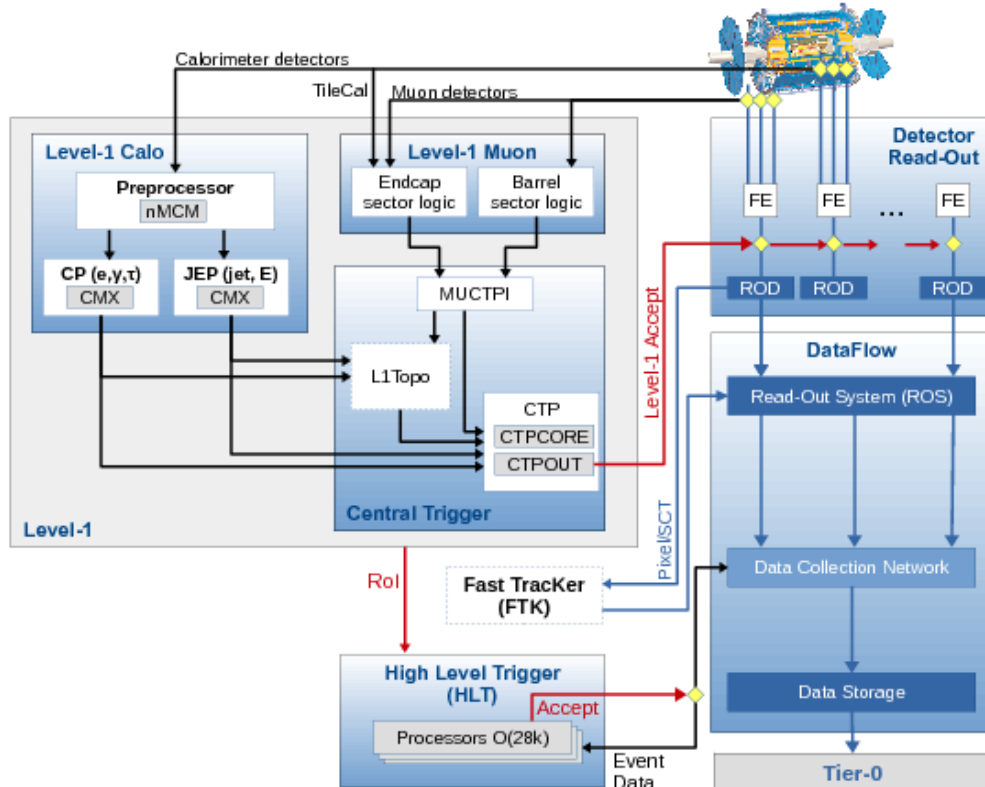 Calorimeter detectors
TileCal
Muon detectors
Level-1 Calo
Preprocessor
nMCM
CP (e,γ,τ)
CMX
JEP (jet, E)
CMX
Level-1 Muon
Endcap
sector logic
Barrel
sector logic
MUCTPI
L1Topo
CTP
CTPCORE
CTPOUT
Central Trigger
Level-1
Level-1 Accept
Detector
Read-Out
FE
FE
...
FE
ROD
ROD
ROD
DataFlow
Read-Out System (ROS)
Data Collection Network
Data Storage
Tier-0
Pixel/SCT
RoI
Fast TracKer
(FTK)
High Level Trigger
(HLT)
Accept
Processors O(28k)
Event
Data